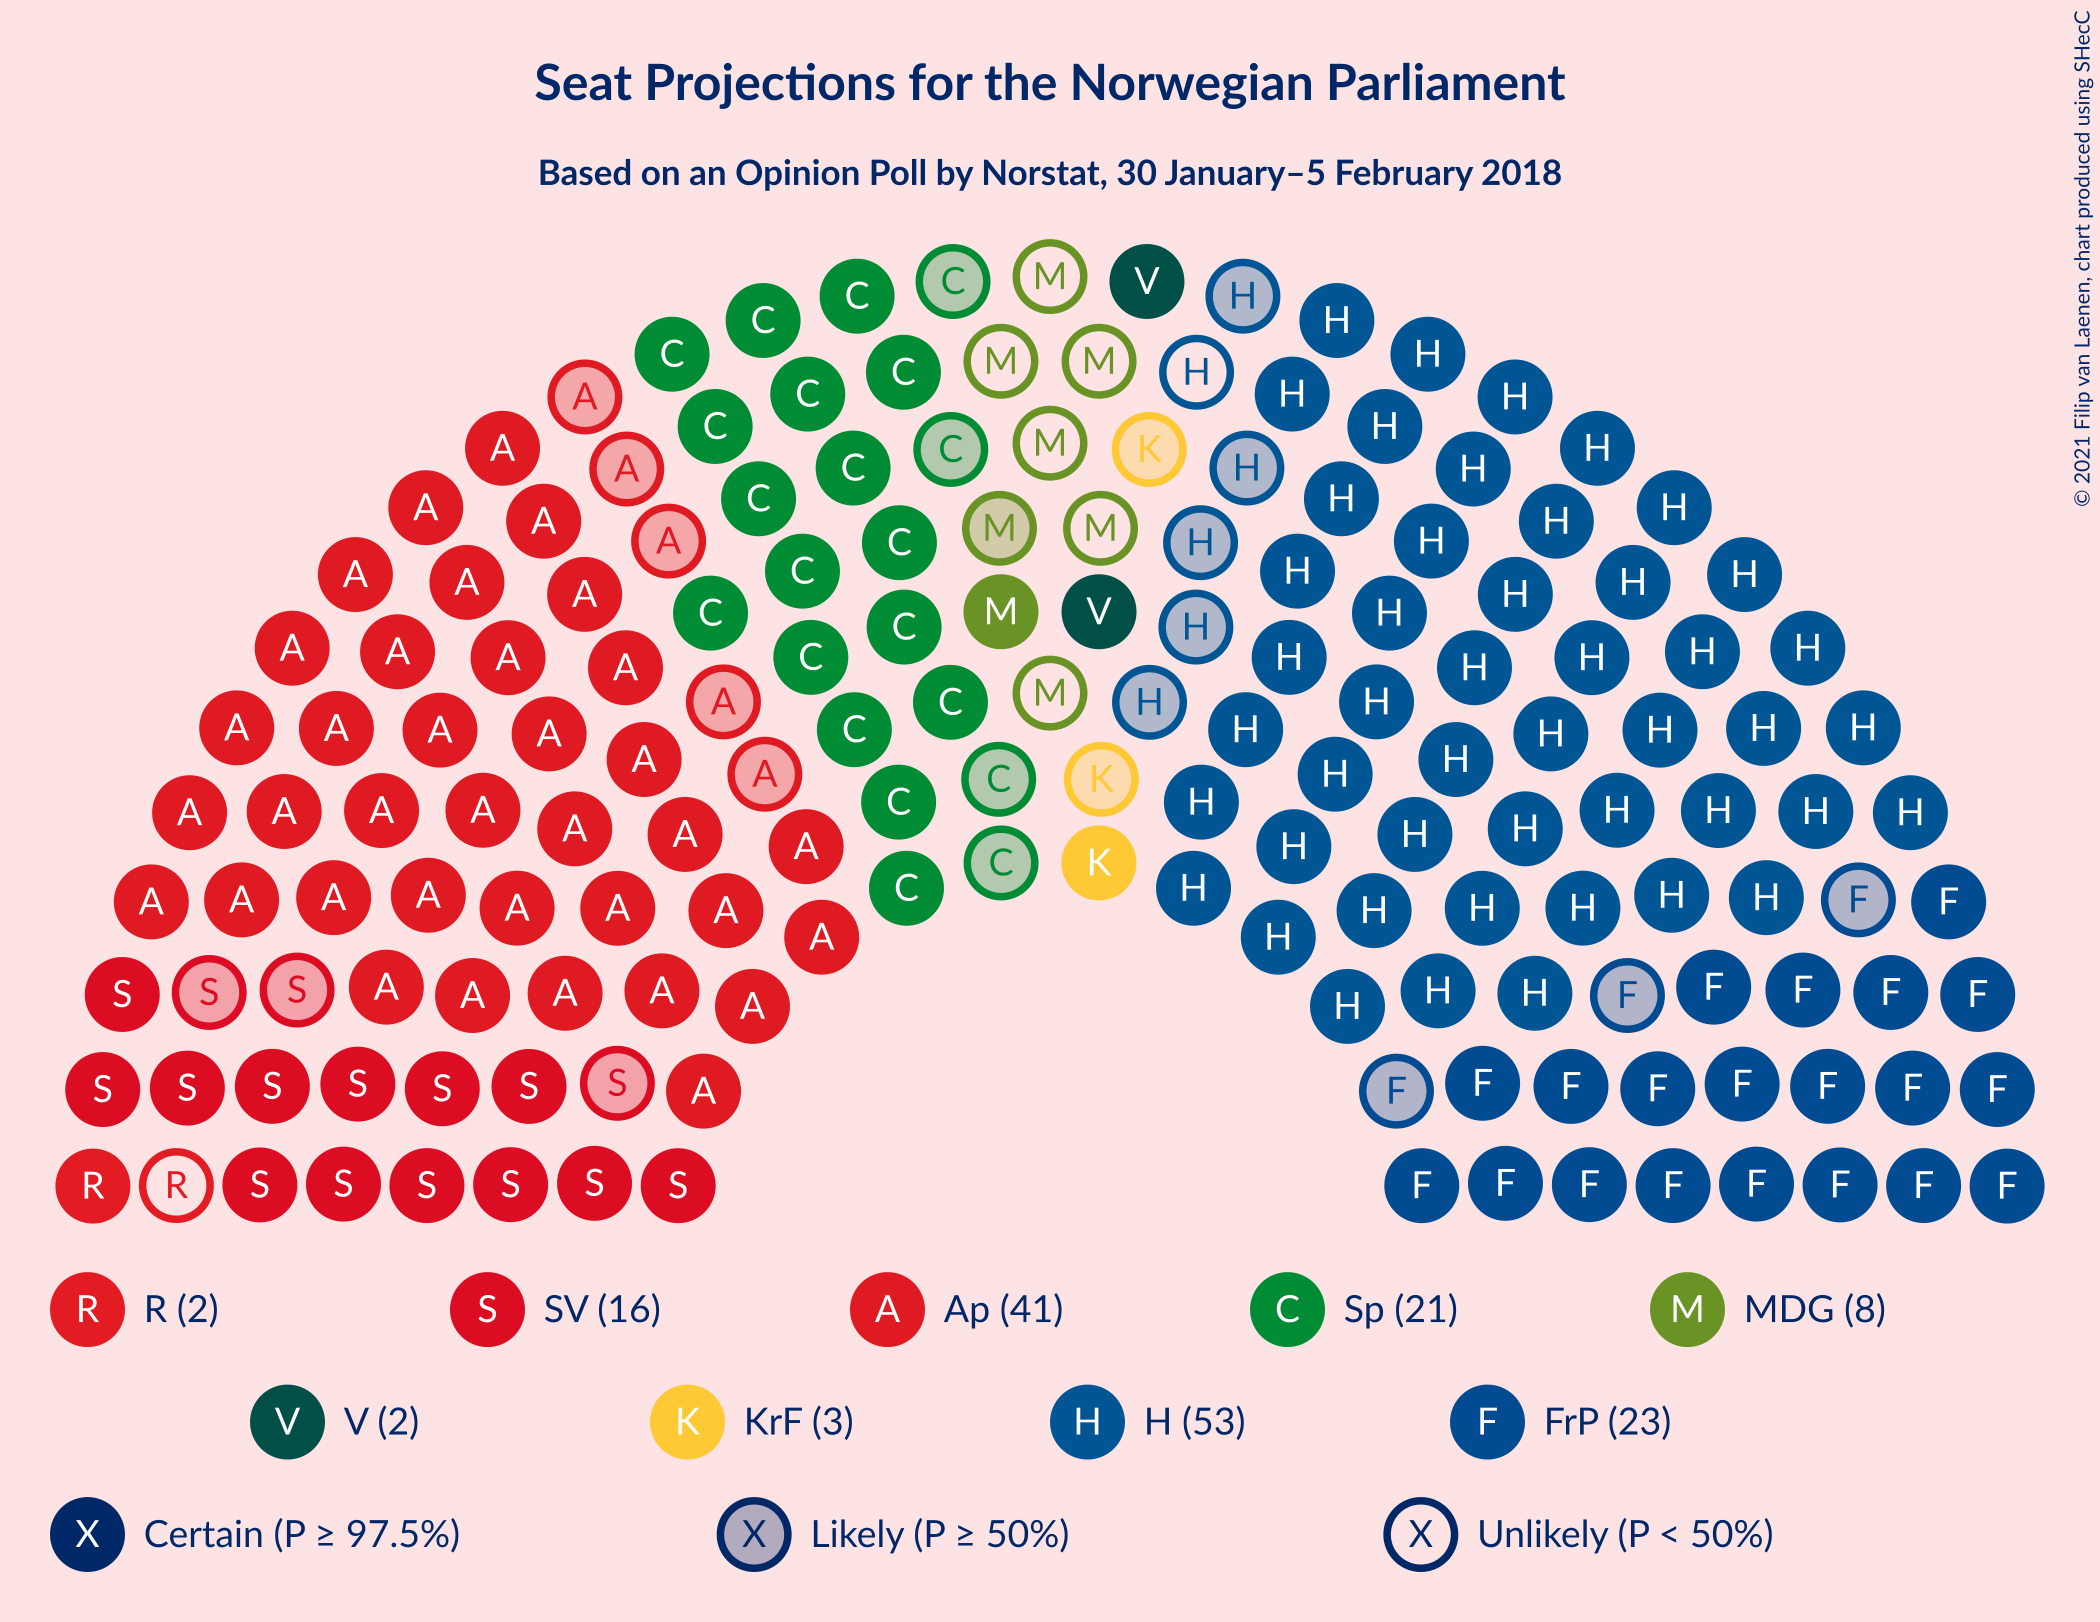 Seat Projections for the Norwegian Parliament
Based on an Opinion Poll by Norstat, 30 January–5 February 2018
© 2021 Filip van Laenen, chart produced using SHecC
C C M V H
C H
C C M M H H
A C H H
A C C M K H H
A C H H
A C H H
A A C M M H H H
A A A C H H H H
C C M V H H
A A A A C H H H H H
A C M H H
A A A A C H H H H H
A A C K H H
A A A A A A C H H H H H H H
A C K H
A A A A A A A C H H H H H H F F
A H
S S S A A A A A H H H F F F F F
S S S S S S S A F F F F F F F F
R R S S S S S S F F F F F F F F
R R (2) S SV (16) A Ap (41) C Sp (21) M MDG (8)
V V (2) K KrF (3) H H (53) F FrP (23)
X Certain (P ≥ 97.5%) X Likely (P ≥ 50%) X Unlikely (P < 50%)